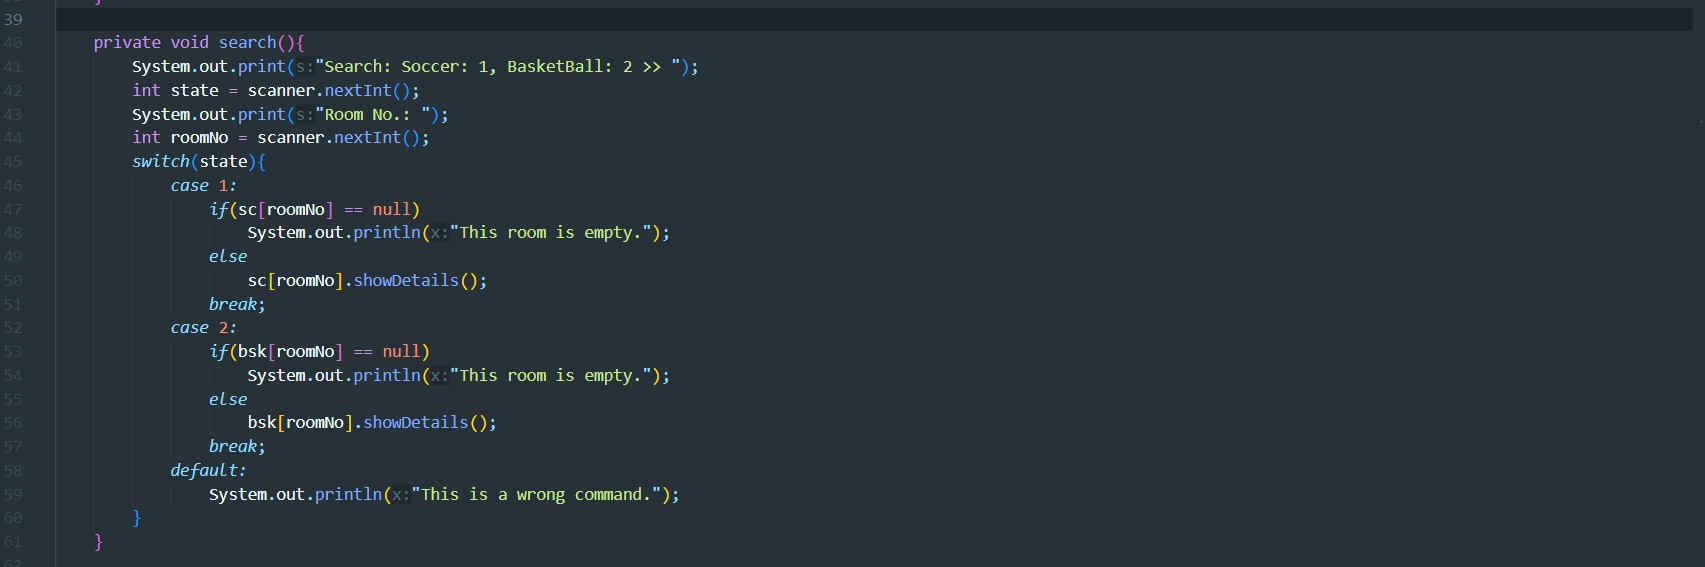 39
40 private void search(){
41 System.out.print(s:"Search: Soccer: 1, BasketBall: 2 >> ");
42 int state = scanner.nextInt();
43 System.out.print(s:"Room No.: ");
44 int roomNo = scanner.nextInt();
45 switch(state){
46 case 1:
47 if(sc[roomNo] == null)
48 System.out.println(x:"This room is empty.");
49 else
50 sc[roomNo].showDetails();
51 break;
52 case 2:
53 if(bsk[roomNo] == null)
54 System.out.println(x:"This room is empty.");
55 else
56 bsk[roomNo].showDetails();
57 break;
58 default:
59 System.out.println(x:"This is a wrong command.");
60 }
61 }